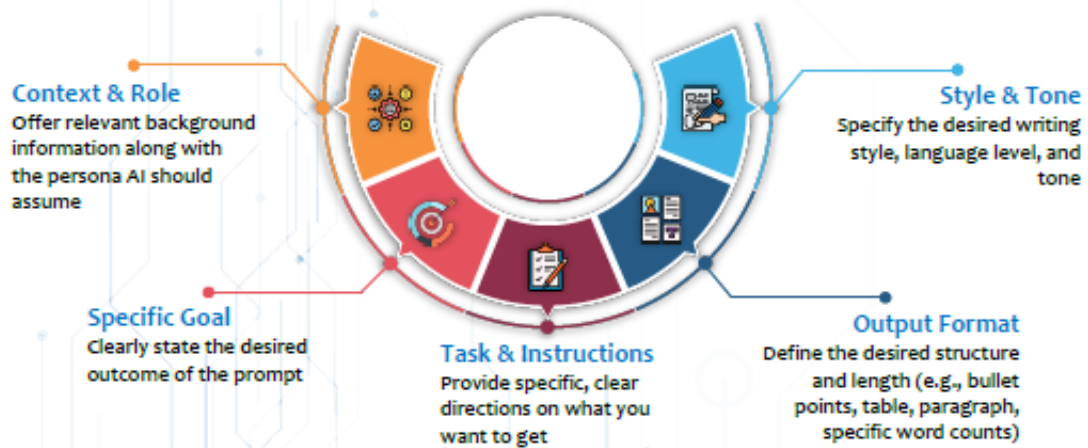 Context & Role
Offer relevant background
information along with
the persona AI should
assume
Specific Goal
Clearly state the desired
outcome of the prompt
Task & Instructions
Provide specific, clear
directions on what you
want to get
Output Format
Define the desired structure
and length (e.g., bullet
points, table, paragraph,
specific word counts)
Style & Tone
Specify the desired writing
style, language level, and
tone